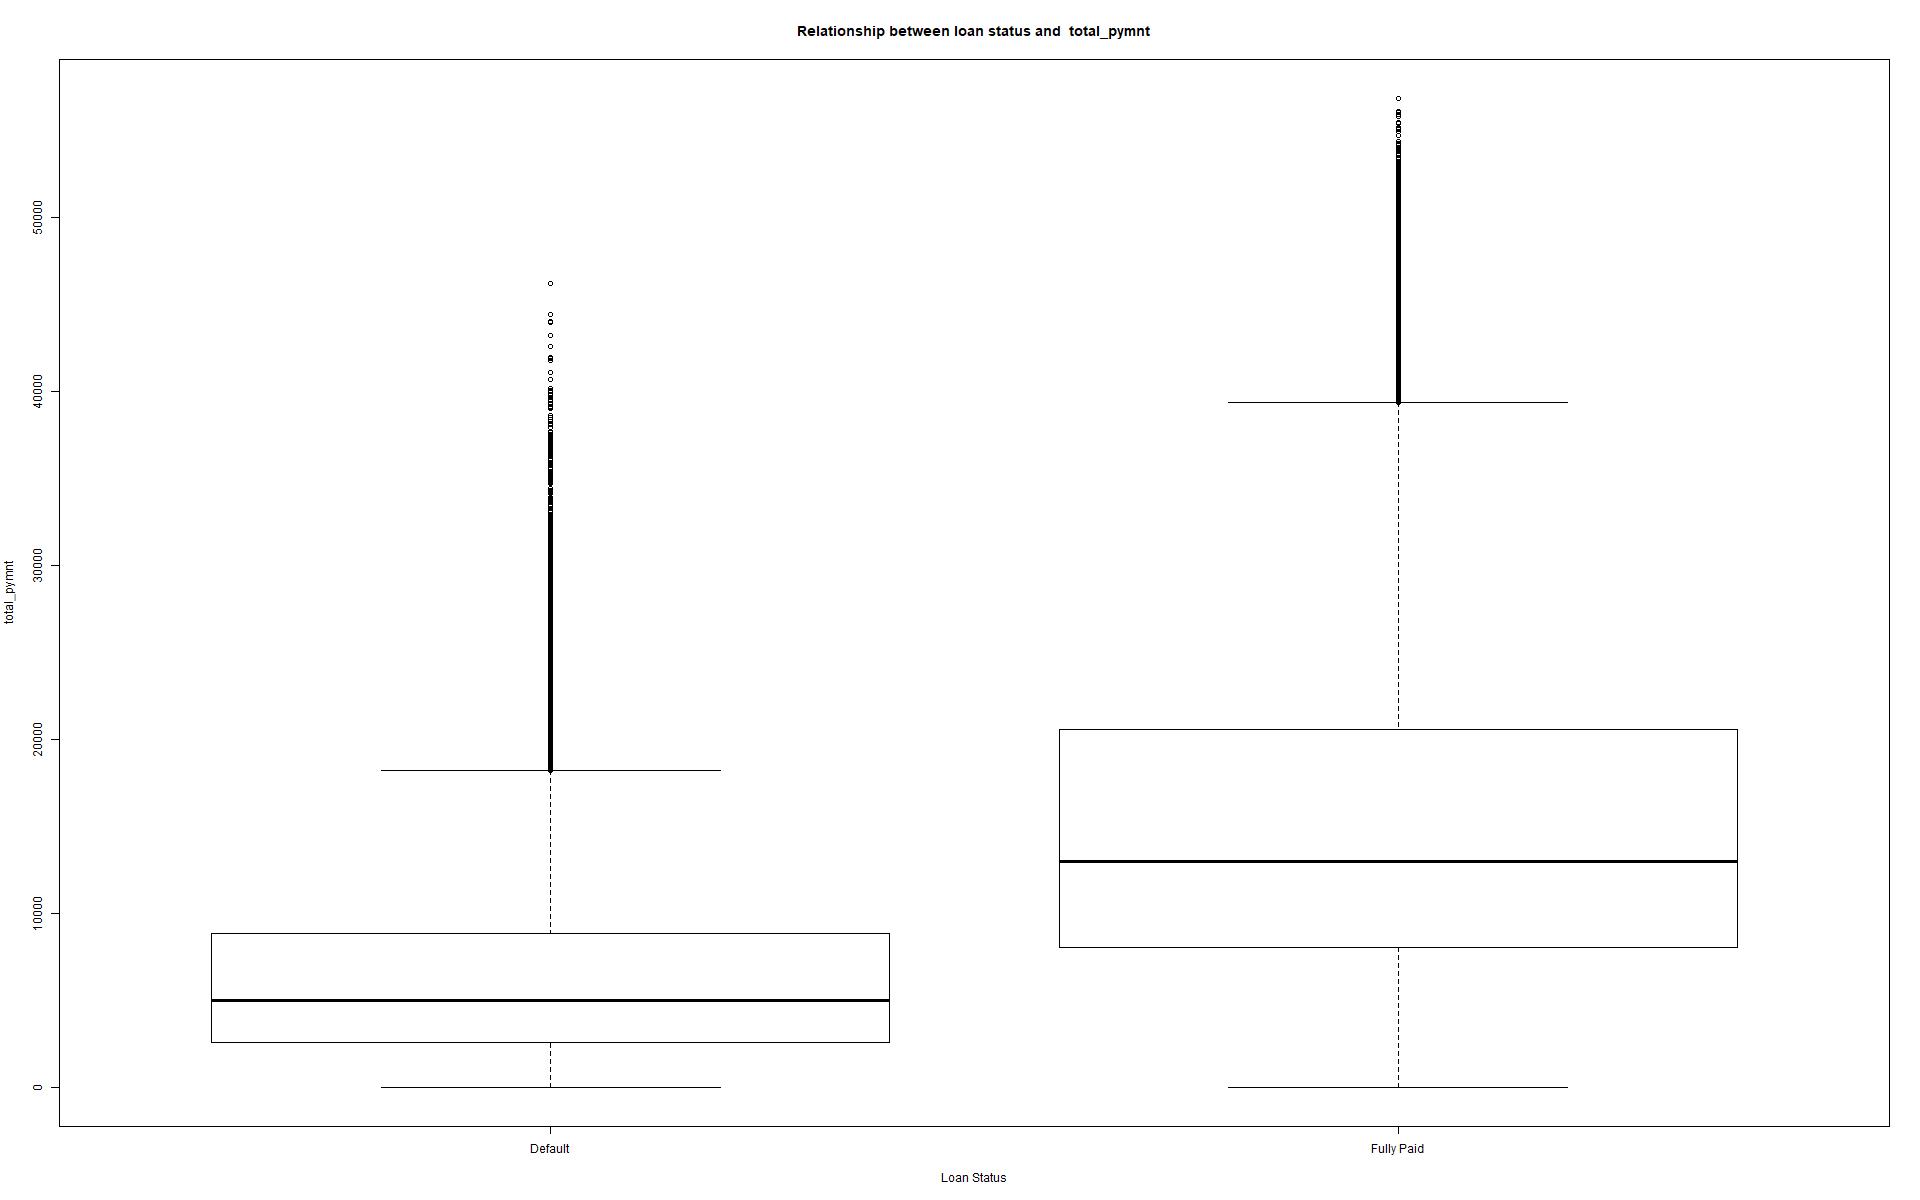 Relationship between loan status and  total_pymnt
50000
40000
30000
20000
10000
0
total_pymnt
Default
Fully Paid
Loan Status